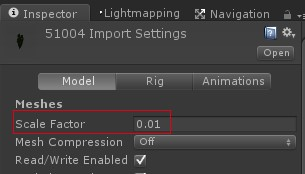 Inspector Lightmapping Navigation
51004 Import Settings
Open
Model Rig Animations
Meshes
Scale Factor 0.01
Mesh Compression Off
Read/Write Enabled